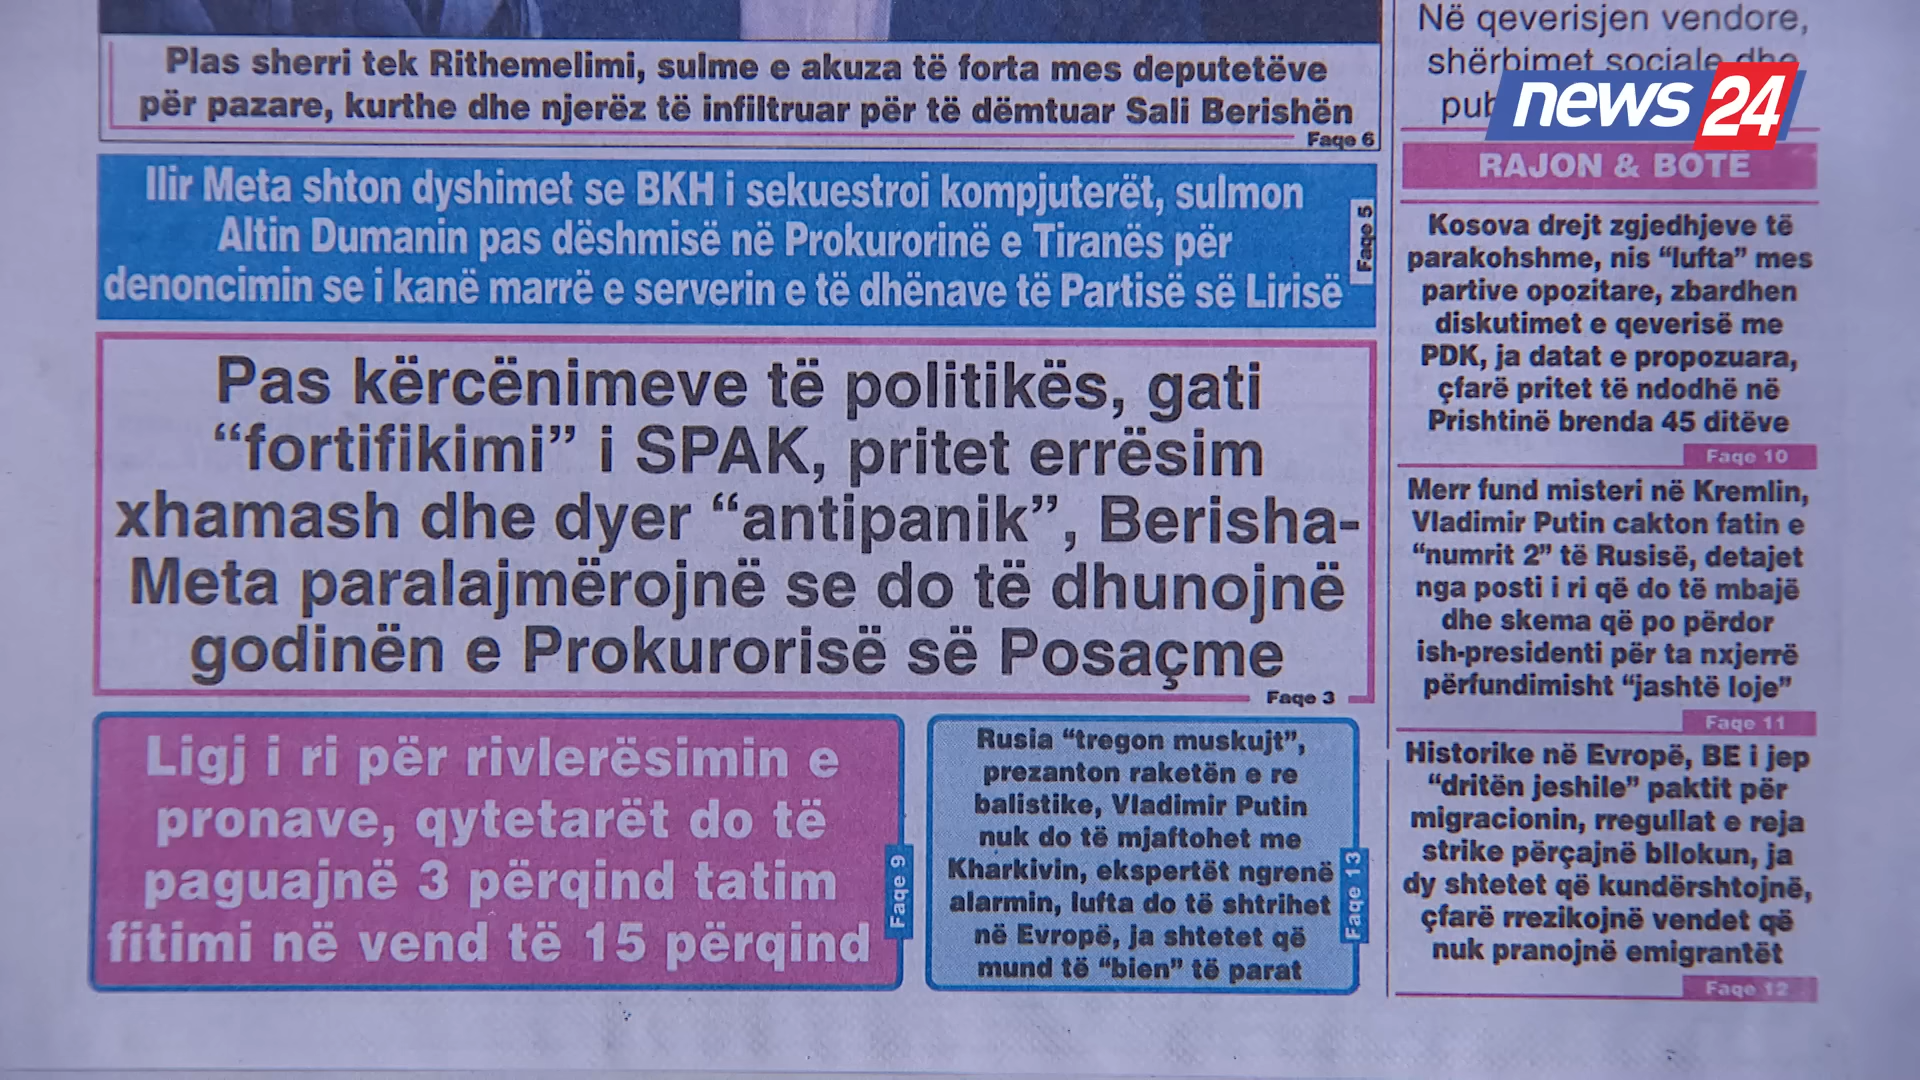 Plas sherri tek Rithemelimi, sulme e akuza të forta mes deputetëve
për pazare, kurthe dhe njerëz të infiltruar për të dëmtuar Sali Berishën
Faqe 6
Ilir Meta shton dyshimet se BKH i sekuestroi kompjuterët, sulmon
Altin Dumanin pas dëshmisë në Prokurorinë e Tiranës për
denoncimin se i kanë marrë e serverin e të dhënave të Partisë së Lirisë
Faqe 5
Pas kërcënimeve të politikës, gati
“fortifikimi” i SPAK, pritet errësim
xhamash dhe dyer “antipanik”, Berisha-
Meta paralajmërojnë se do të dhunojnë
godinën e Prokurorisë së Posaçme
Faqe 3
Ligj i ri për rivlerësimin e
pronave, qytetarët do të
paguajnë 3 përqind tatim
fitimi në vend të 15 përqind
Faqe 9
Rusia “tregon muskujt”,
prezanton raketën e re
balistike, Vladimir Putin
nuk do të mjaftohet me
Kharkivin, ekspertët ngrenë
alarmin, lufta do të shtrihet
në Evropë, ja shtetet që
mund të “bien” të parat
Faqe 13
Në qeverisjen vendore,
shërbimet sociale dhe
news 24
RAJON & BOTË
Kosova drejt zgjedhjeve të
parakohshme, nis “lufta” mes
partive opozitare, zbardhen
diskutimet e qeverisë me
PDK, ja datat e propozuara,
çfarë pritet të ndodhë në
Prishtinë brenda 45 ditëve
Faqe 10
Merr fund misteri në Kremlin,
Vladimir Putin cakton fatin e
“numrit 2” të Rusisë, detajet
nga posti i ri që do të mbajë
dhe skema që po përdor
ish-presidenti për ta nxjerrë
përfundimisht “jashtë loje”
Faqe 11
Historike në Evropë, BE i jep
“dritën jeshile” paktit për
migracionin, rregullat e reja
strike përçajnë bllokun, ja
dy shtetet që kundërshtojnë,
çfarë rrezikojnë vendet që
nuk pranojnë emigrantët
Faqe 12